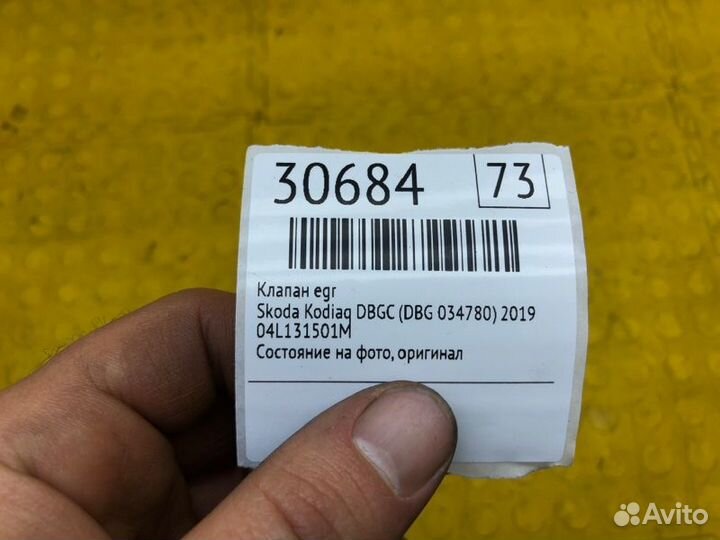 30684 73
Клапан egr
Skoda Kodiaq DBGC (DBG 034780) 2019
04L131501M
Состояние на фото, оригинал
Avito